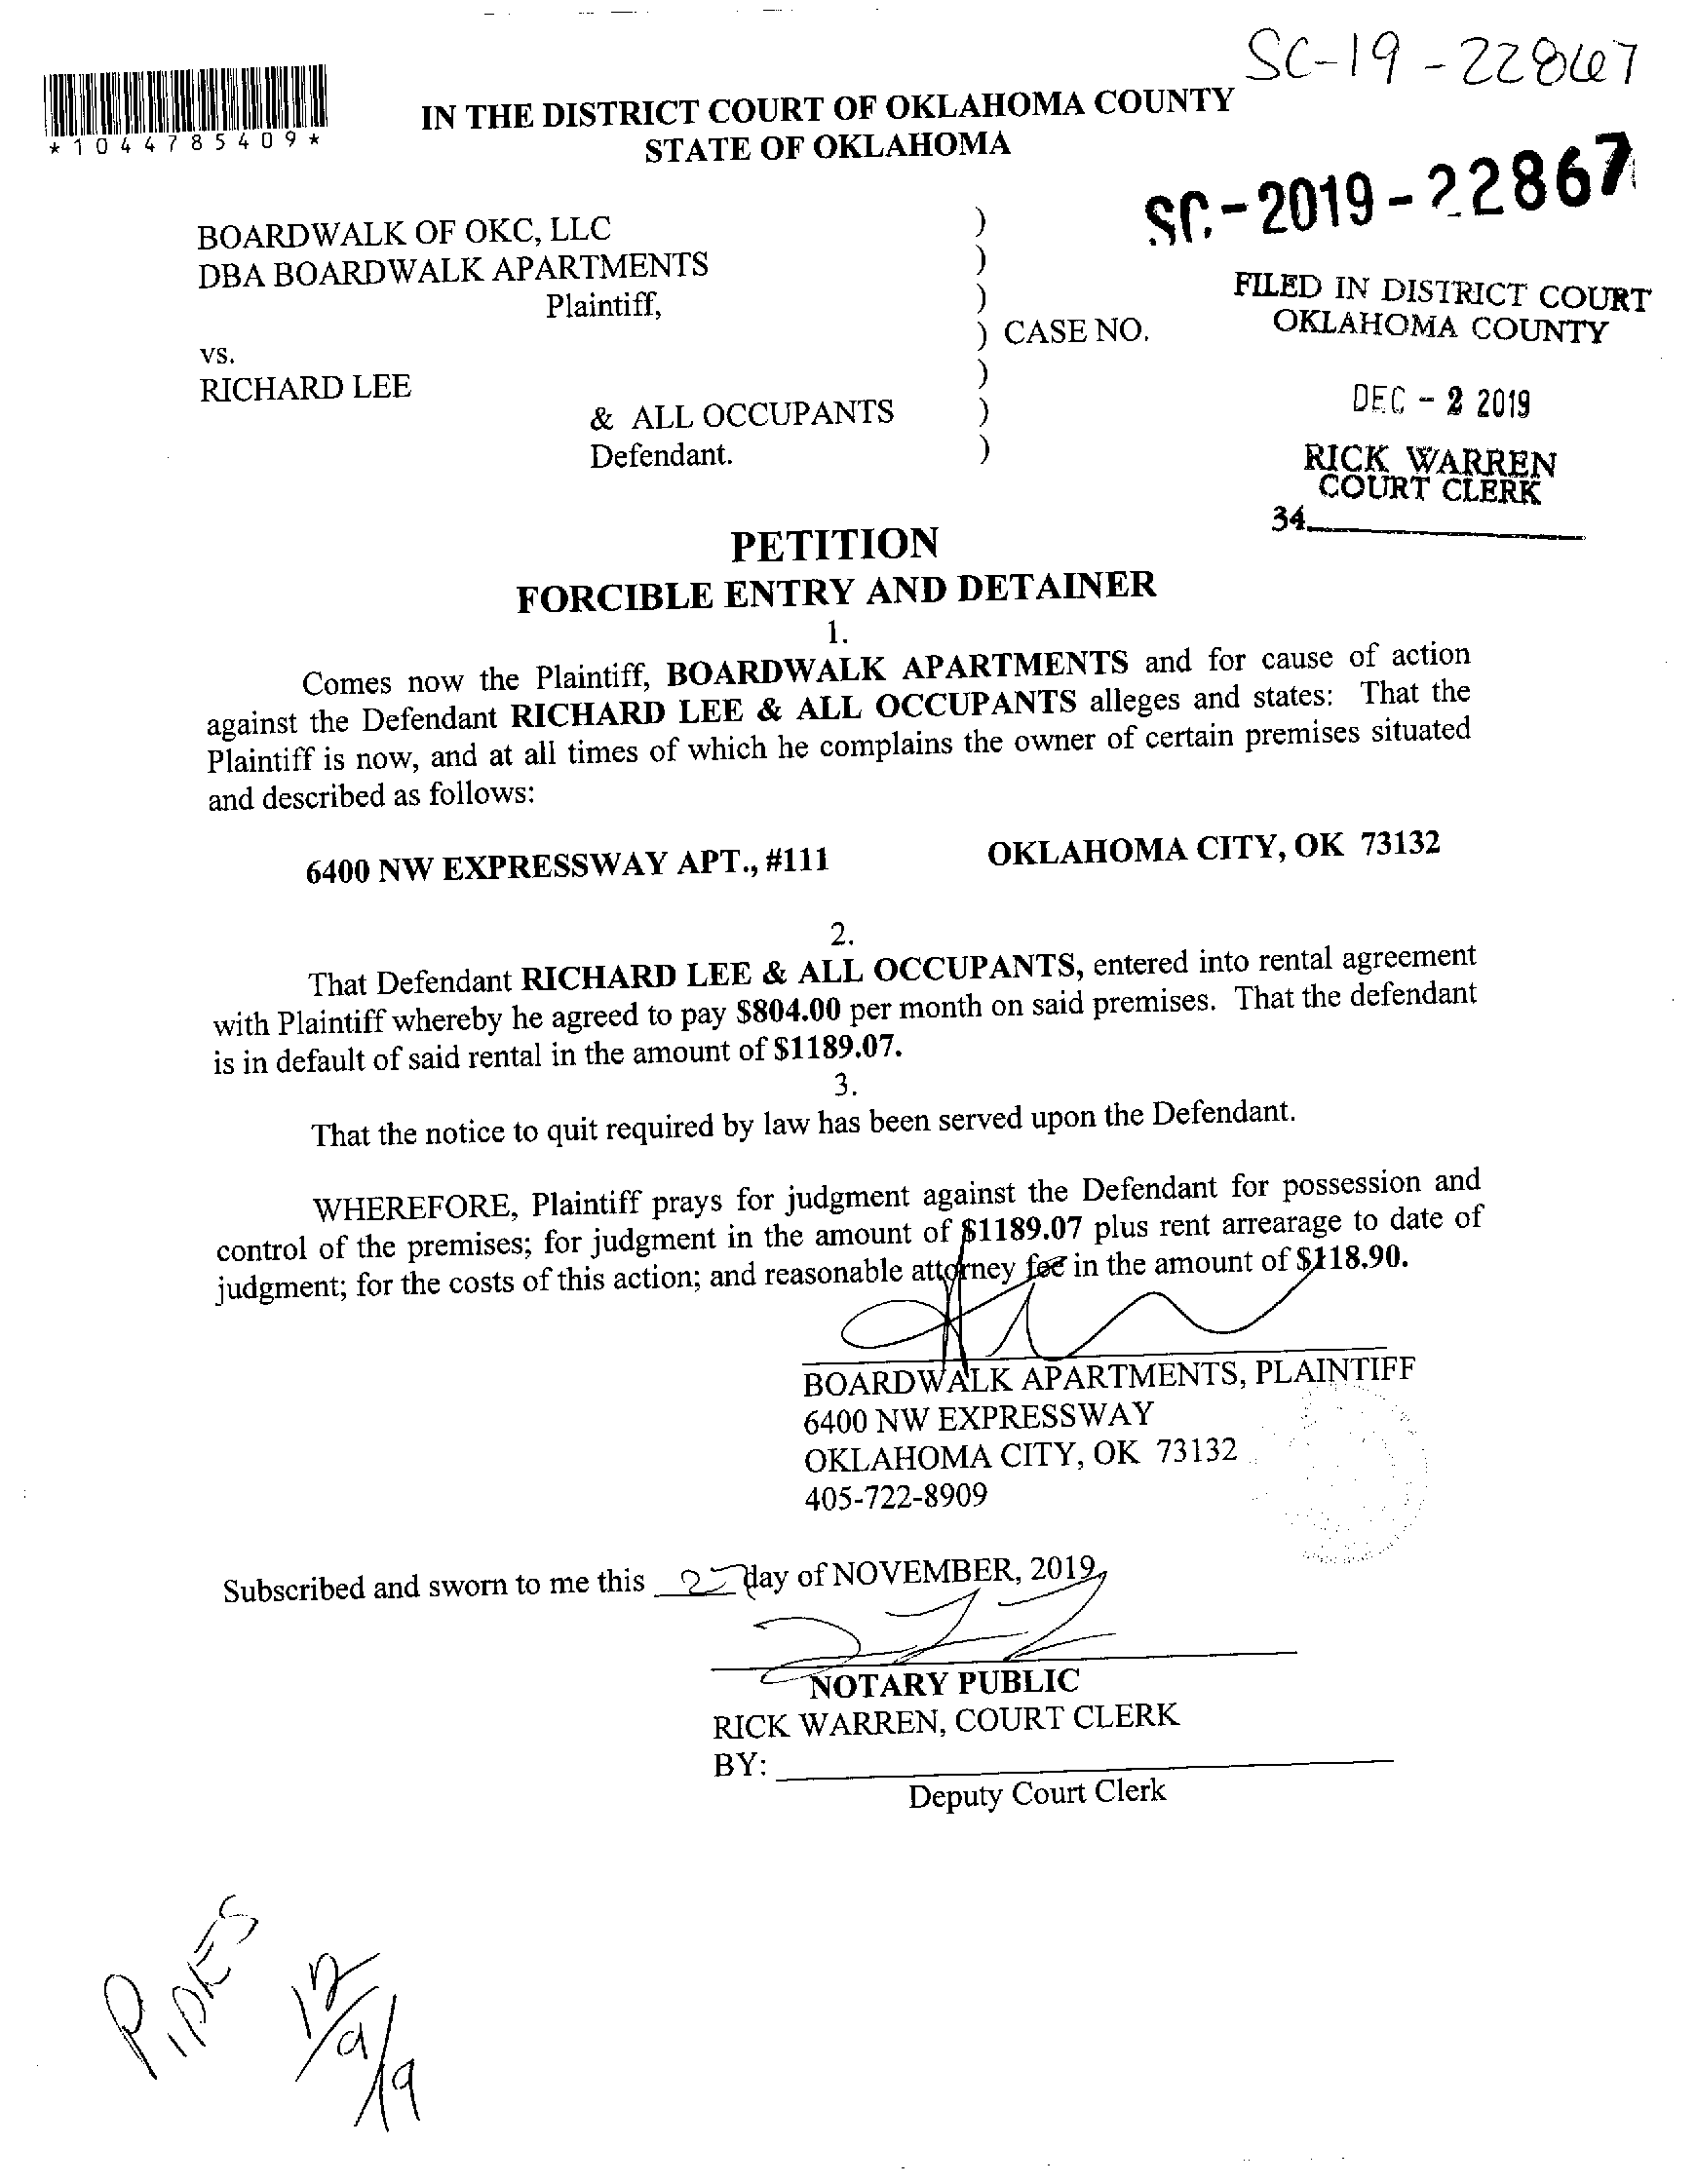 SC-19-22867
*1044785409*
IN THE DISTRICT COURT OF OKLAHOMA COUNTY
STATE OF OKLAHOMA
SC-2019-22867
BOARDWALK OF OKC, LLC )
DBA BOARDWALK APARTMENTS )
Plaintiff, )
) CASE NO.
vs.
RICHARD LEE )
& ALL OCCUPANTS )
Defendant. )
FILED IN DISTRICT COURT
OKLAHOMA COUNTY
DEC - 2 2019
RICK WARREN
COURT CLERK
34
PETITION
FORCIBLE ENTRY AND DETAINER
1.
Comes now the Plaintiff, BOARDWALK APARTMENTS and for cause of action
against the Defendant RICHARD LEE & ALL OCCUPANTS alleges and states: That the
Plaintiff is now, and at all times of which he complains the owner of certain premises situated
and described as follows:
6400 NW EXPRESSWAY APT., #111 OKLAHOMA CITY, OK 73132
2.
That Defendant RICHARD LEE & ALL OCCUPANTS, entered into rental agreement
with Plaintiff whereby he agreed to pay $804.00 per month on said premises. That the defendant
is in default of said rental in the amount of $1189.07.
3.
That the notice to quit required by law has been served upon the Defendant.
WHEREFORE, Plaintiff prays for judgment against the Defendant for possession and
control of the premises; for judgment in the amount of $1189.07 plus rent arrearage to date of
judgment; for the costs of this action; and reasonable attorney fee in the amount of $118.90.
BOARDWALK APARTMENTS, PLAINTIFF
6400 NW EXPRESSWAY
OKLAHOMA CITY, OK 73132
405-722-8909
Subscribed and sworn to me this day of NOVEMBER, 2019
NOTARY PUBLIC
RICK WARREN, COURT CLERK
BY:
Deputy Court Clerk
12/9/19